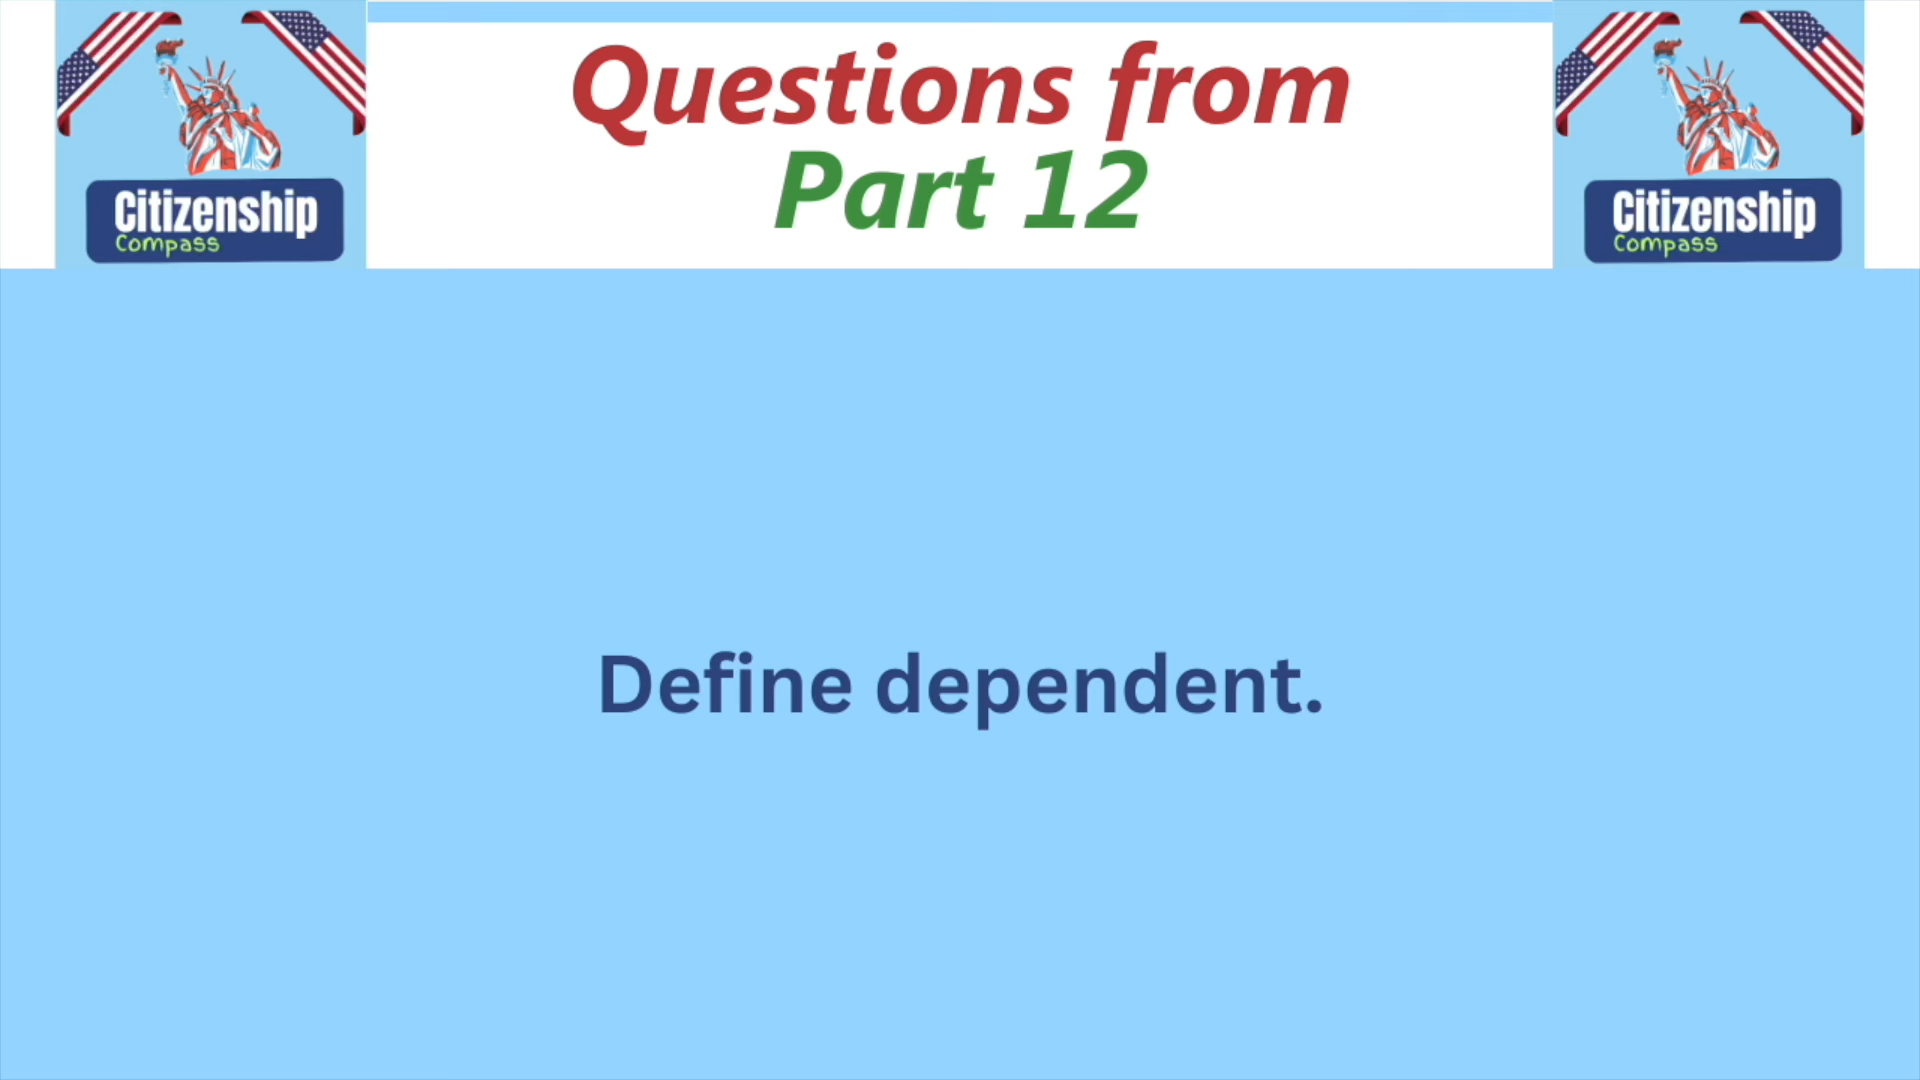 Questions from
Part 12
Citizenship
Compass
Citizenship
Compass
Define dependent.